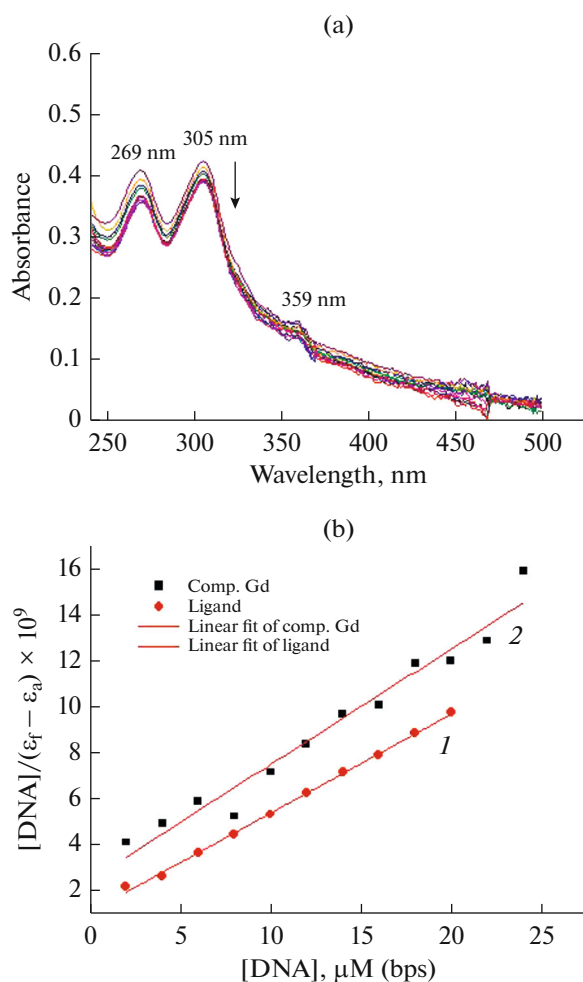 (a)
0.6
0.5
0.4
0.3
0.2
0.1
0
Absorbance
269 nm
305 nm
359 nm
250 300 350 400 450 500
Wavelength, nm
(b)
16
14
12
10
8
6
4
2
[DNA]/(εf − εa) × 10⁹
Comp. Gd
Ligand
Linear fit of comp. Gd
Linear fit of ligand
2
1
0 5 10 15 20 25
[DNA], μM (bps)